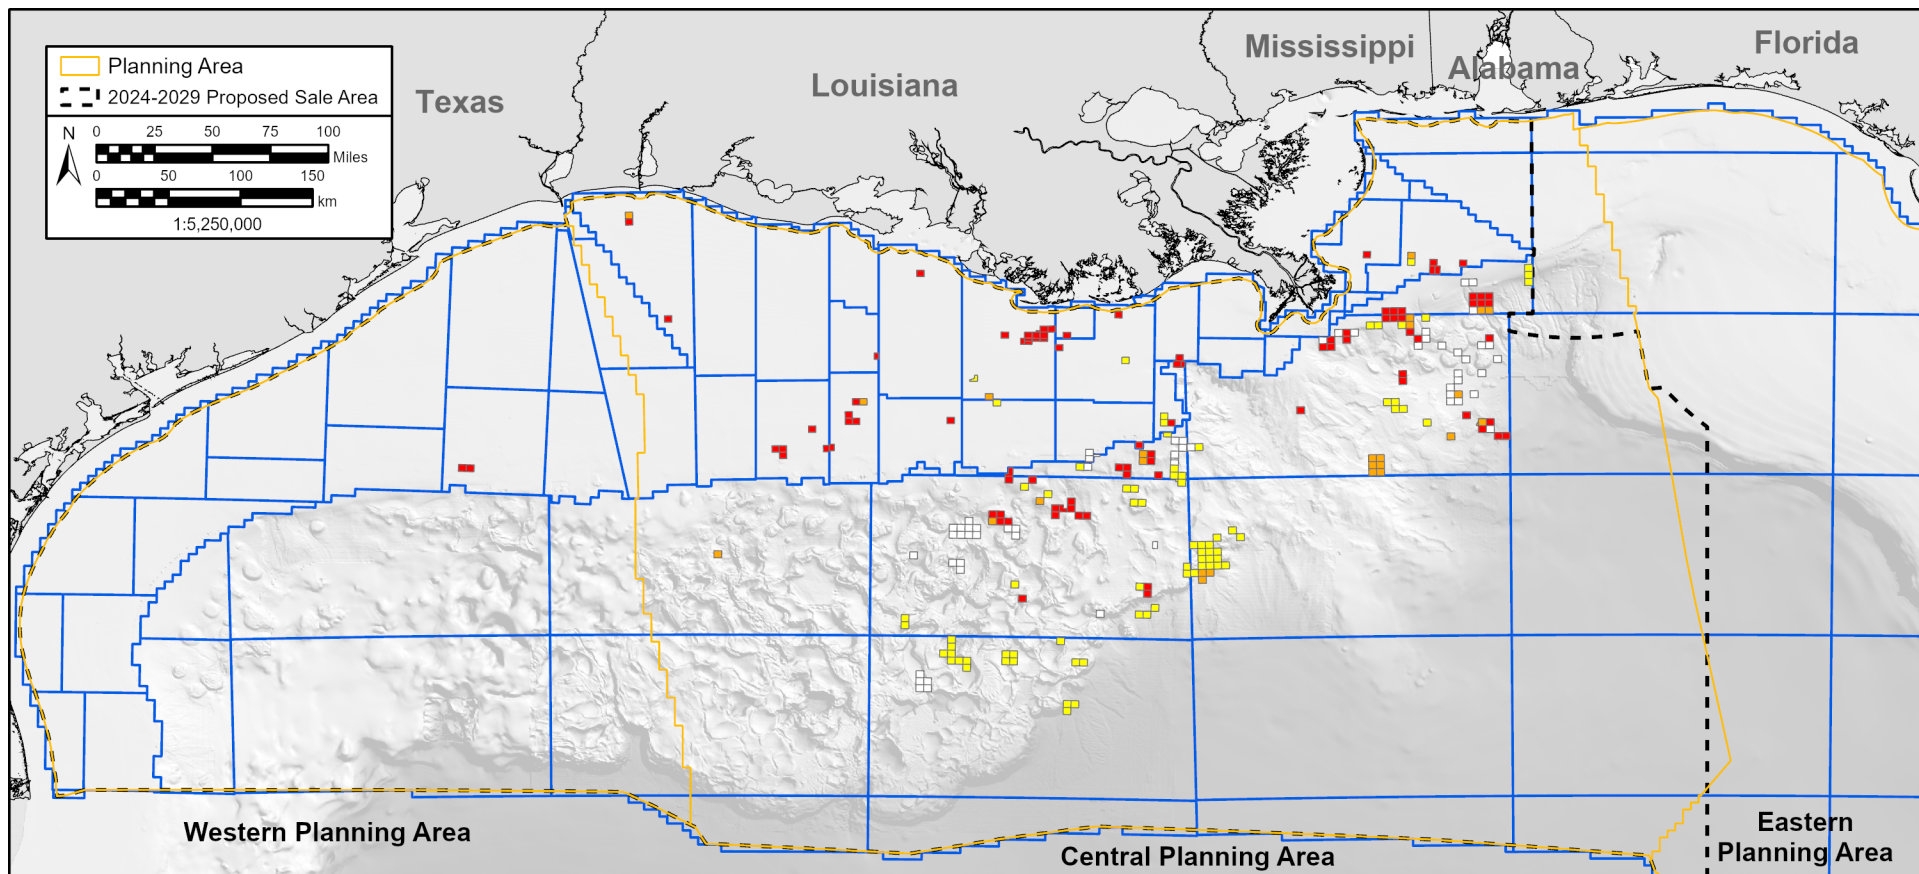 Planning Area
2024-2029 Proposed Sale Area
N
0 25 50 75 100
Miles
0 50 100 150
km
1:5,250,000
Texas
Louisiana
Mississippi
Alabama
Florida
Western Planning Area
Central Planning Area
Eastern
Planning Area